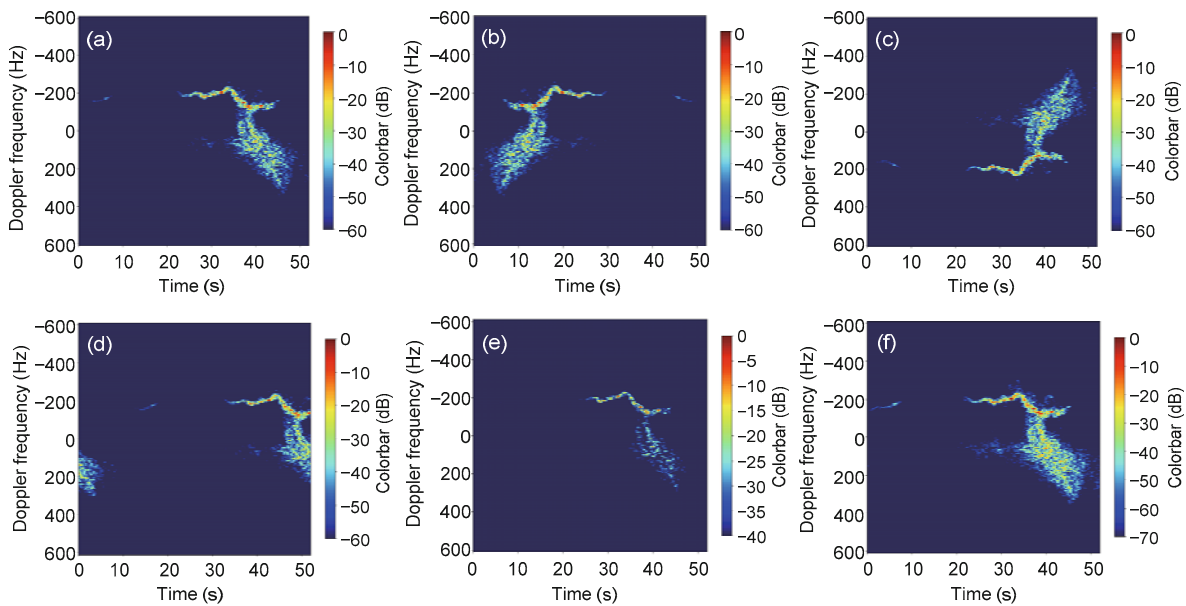 (a)
Doppler frequency (Hz)
−600
−400
−200
0
200
400
600
0 10 20 30 40 50
Time (s)
0
−10
−20
−30
−40
−50
−60
Colorbar (dB)
(b)
Doppler frequency (Hz)
−600
−400
−200
0
200
400
600
0 10 20 30 40 50
Time (s)
0
−10
−20
−30
−40
−50
−60
Colorbar (dB)
(c)
Doppler frequency (Hz)
−600
−400
−200
0
200
400
600
0 10 20 30 40 50
Time (s)
0
−10
−20
−30
−40
−50
−60
Colorbar (dB)
(d)
Doppler frequency (Hz)
−600
−400
−200
0
200
400
600
0 10 20 30 40 50
Time (s)
0
−10
−20
−30
−40
−50
−60
Colorbar (dB)
(e)
Doppler frequency (Hz)
−600
−400
−200
0
200
400
600
0 10 20 30 40 50
Time (s)
0
−5
−10
−15
−20
−25
−30
−35
−40
Colorbar (dB)
(f)
Doppler frequency (Hz)
−600
−400
−200
0
200
400
600
0 10 20 30 40 50
Time (s)
0
−10
−20
−30
−40
−50
−60
−70
Colorbar (dB)